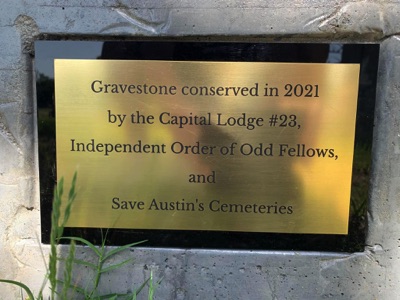 Gravestone conserved in 2021
by the Capital Lodge #23,
Independent Order of Odd Fellows,
and
Save Austin's Cemeteries